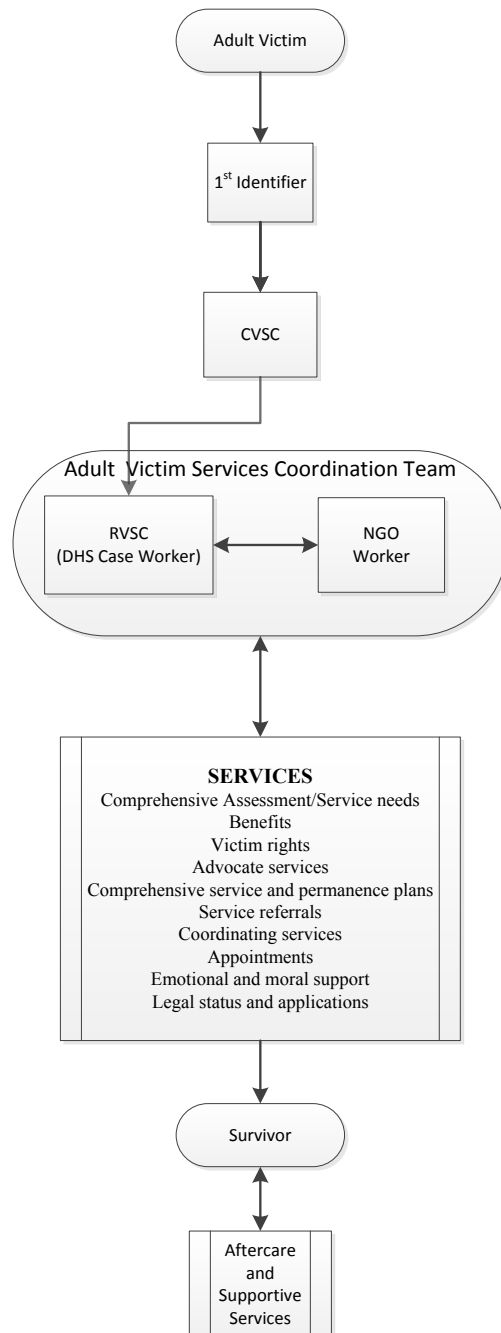 Adult Victim
1st Identifier
CVSC
Adult Victim Services Coordination Team
RVSC
(DHS Case Worker)
NGO
Worker
SERVICES
Comprehensive Assessment/Service needs
Benefits
Victim rights
Advocate services
Comprehensive service and permanence plans
Service referrals
Coordinating services
Appointments
Emotional and moral support
Legal status and applications
Survivor
Aftercare
and
Supportive
Services